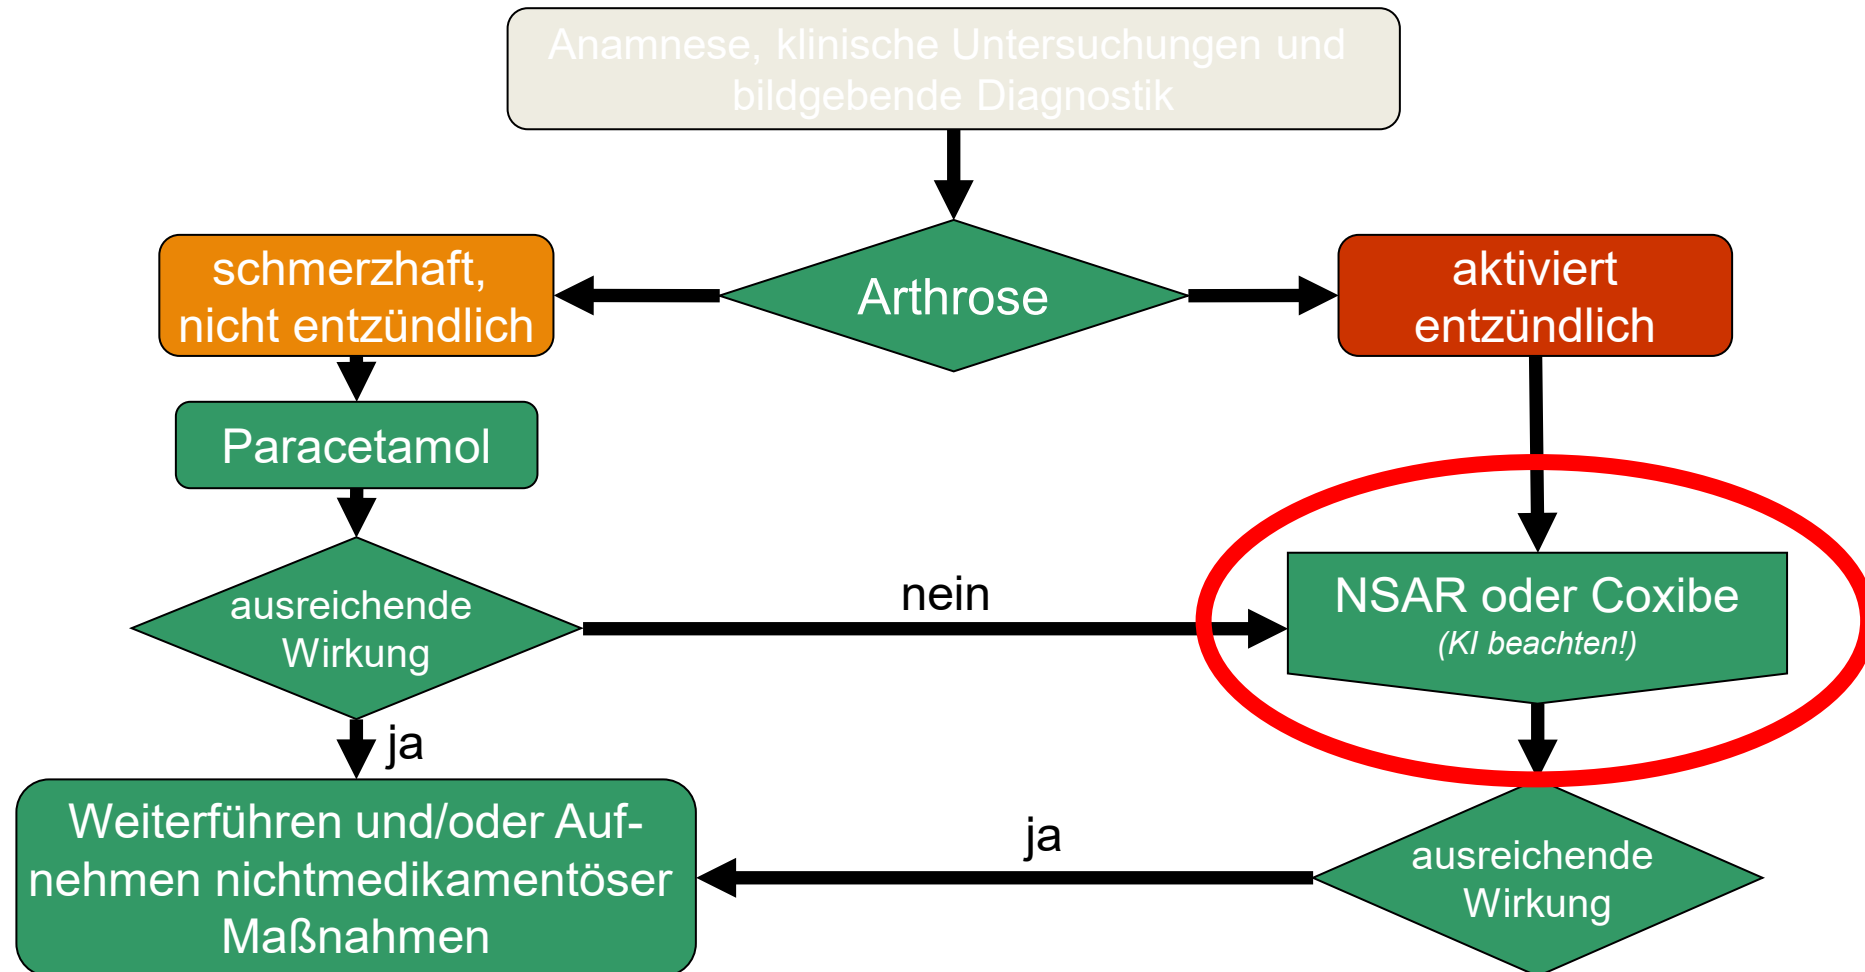 Anamnese, klinische Untersuchungen und
bildgebende Diagnostik
schmerzhaft,
nicht entzündlich
Arthrose
aktiviert
entzündlich
Paracetamol
ausreichende
Wirkung
nein
NSAR oder Coxibe
(KI beachten!)
ja
Weiterführen und/oder Auf-
nehmen nichtmedikamentöser
Maßnahmen
ja
ausreichende
Wirkung